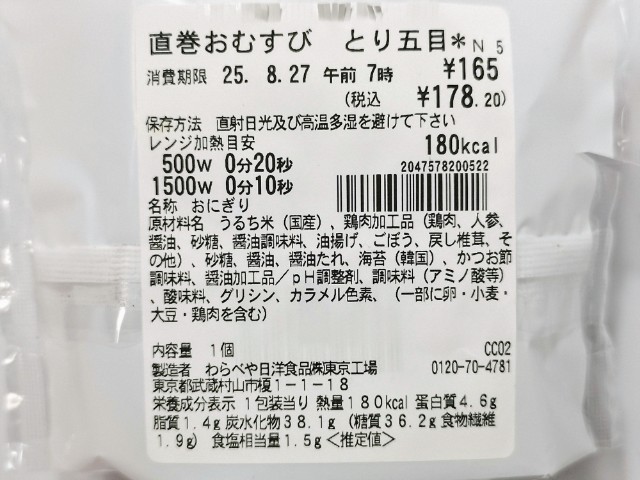 直巻おむすび とり五目* N 5
消費期限 25. 8.27 午前 7時 ¥165
(税込 ¥178.20)
保存方法 直射日光及び高温多湿を避けて下さい
レンジ加熱目安 180kcal
500W 0分20秒
1500W 0分10秒
2047578200522
名称 おにぎり
原材料名 うるち米(国産)、鶏肉加工品(鶏肉、人参、
醤油、砂糖、醤油調味料、油揚げ、ごぼう、戻し椎茸、そ
の他)、砂糖、醤油、醤油たれ、海苔(韓国)、かつお節
調味料、醤油加工品/pH調整剤、調味料(アミノ酸等)
、酸味料、グリシン、カラメル色素、(一部に卵・小麦・
大豆・鶏肉を含む)
内容量 1個 CC02
製造者 わらべや日洋食品㈱東京工場 0120-70-4781
東京都武蔵村山市榎1-1-18
栄養成分表示 1包装当り 熱量180kcal 蛋白質4.6g
脂質1.4g 炭水化物38.1g (糖質36.2g 食物繊維
1.9g) 食塩相当量1.5g<推定値>